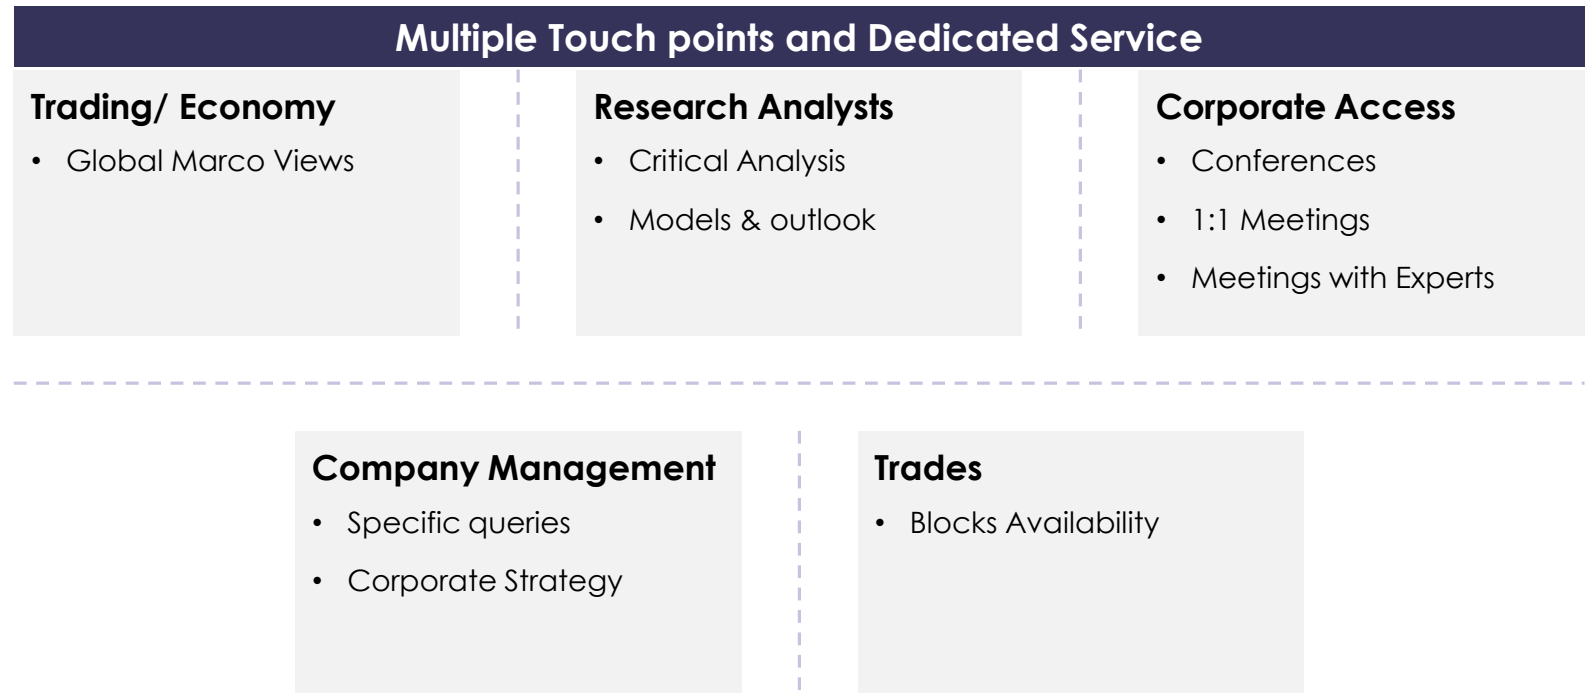 Multiple Touch points and Dedicated Service
Trading/ Economy
• Global Marco Views
Research Analysts
• Critical Analysis
• Models & outlook
Corporate Access
• Conferences
• 1:1 Meetings
• Meetings with Experts
Company Management
• Specific queries
• Corporate Strategy
Trades
• Blocks Availability